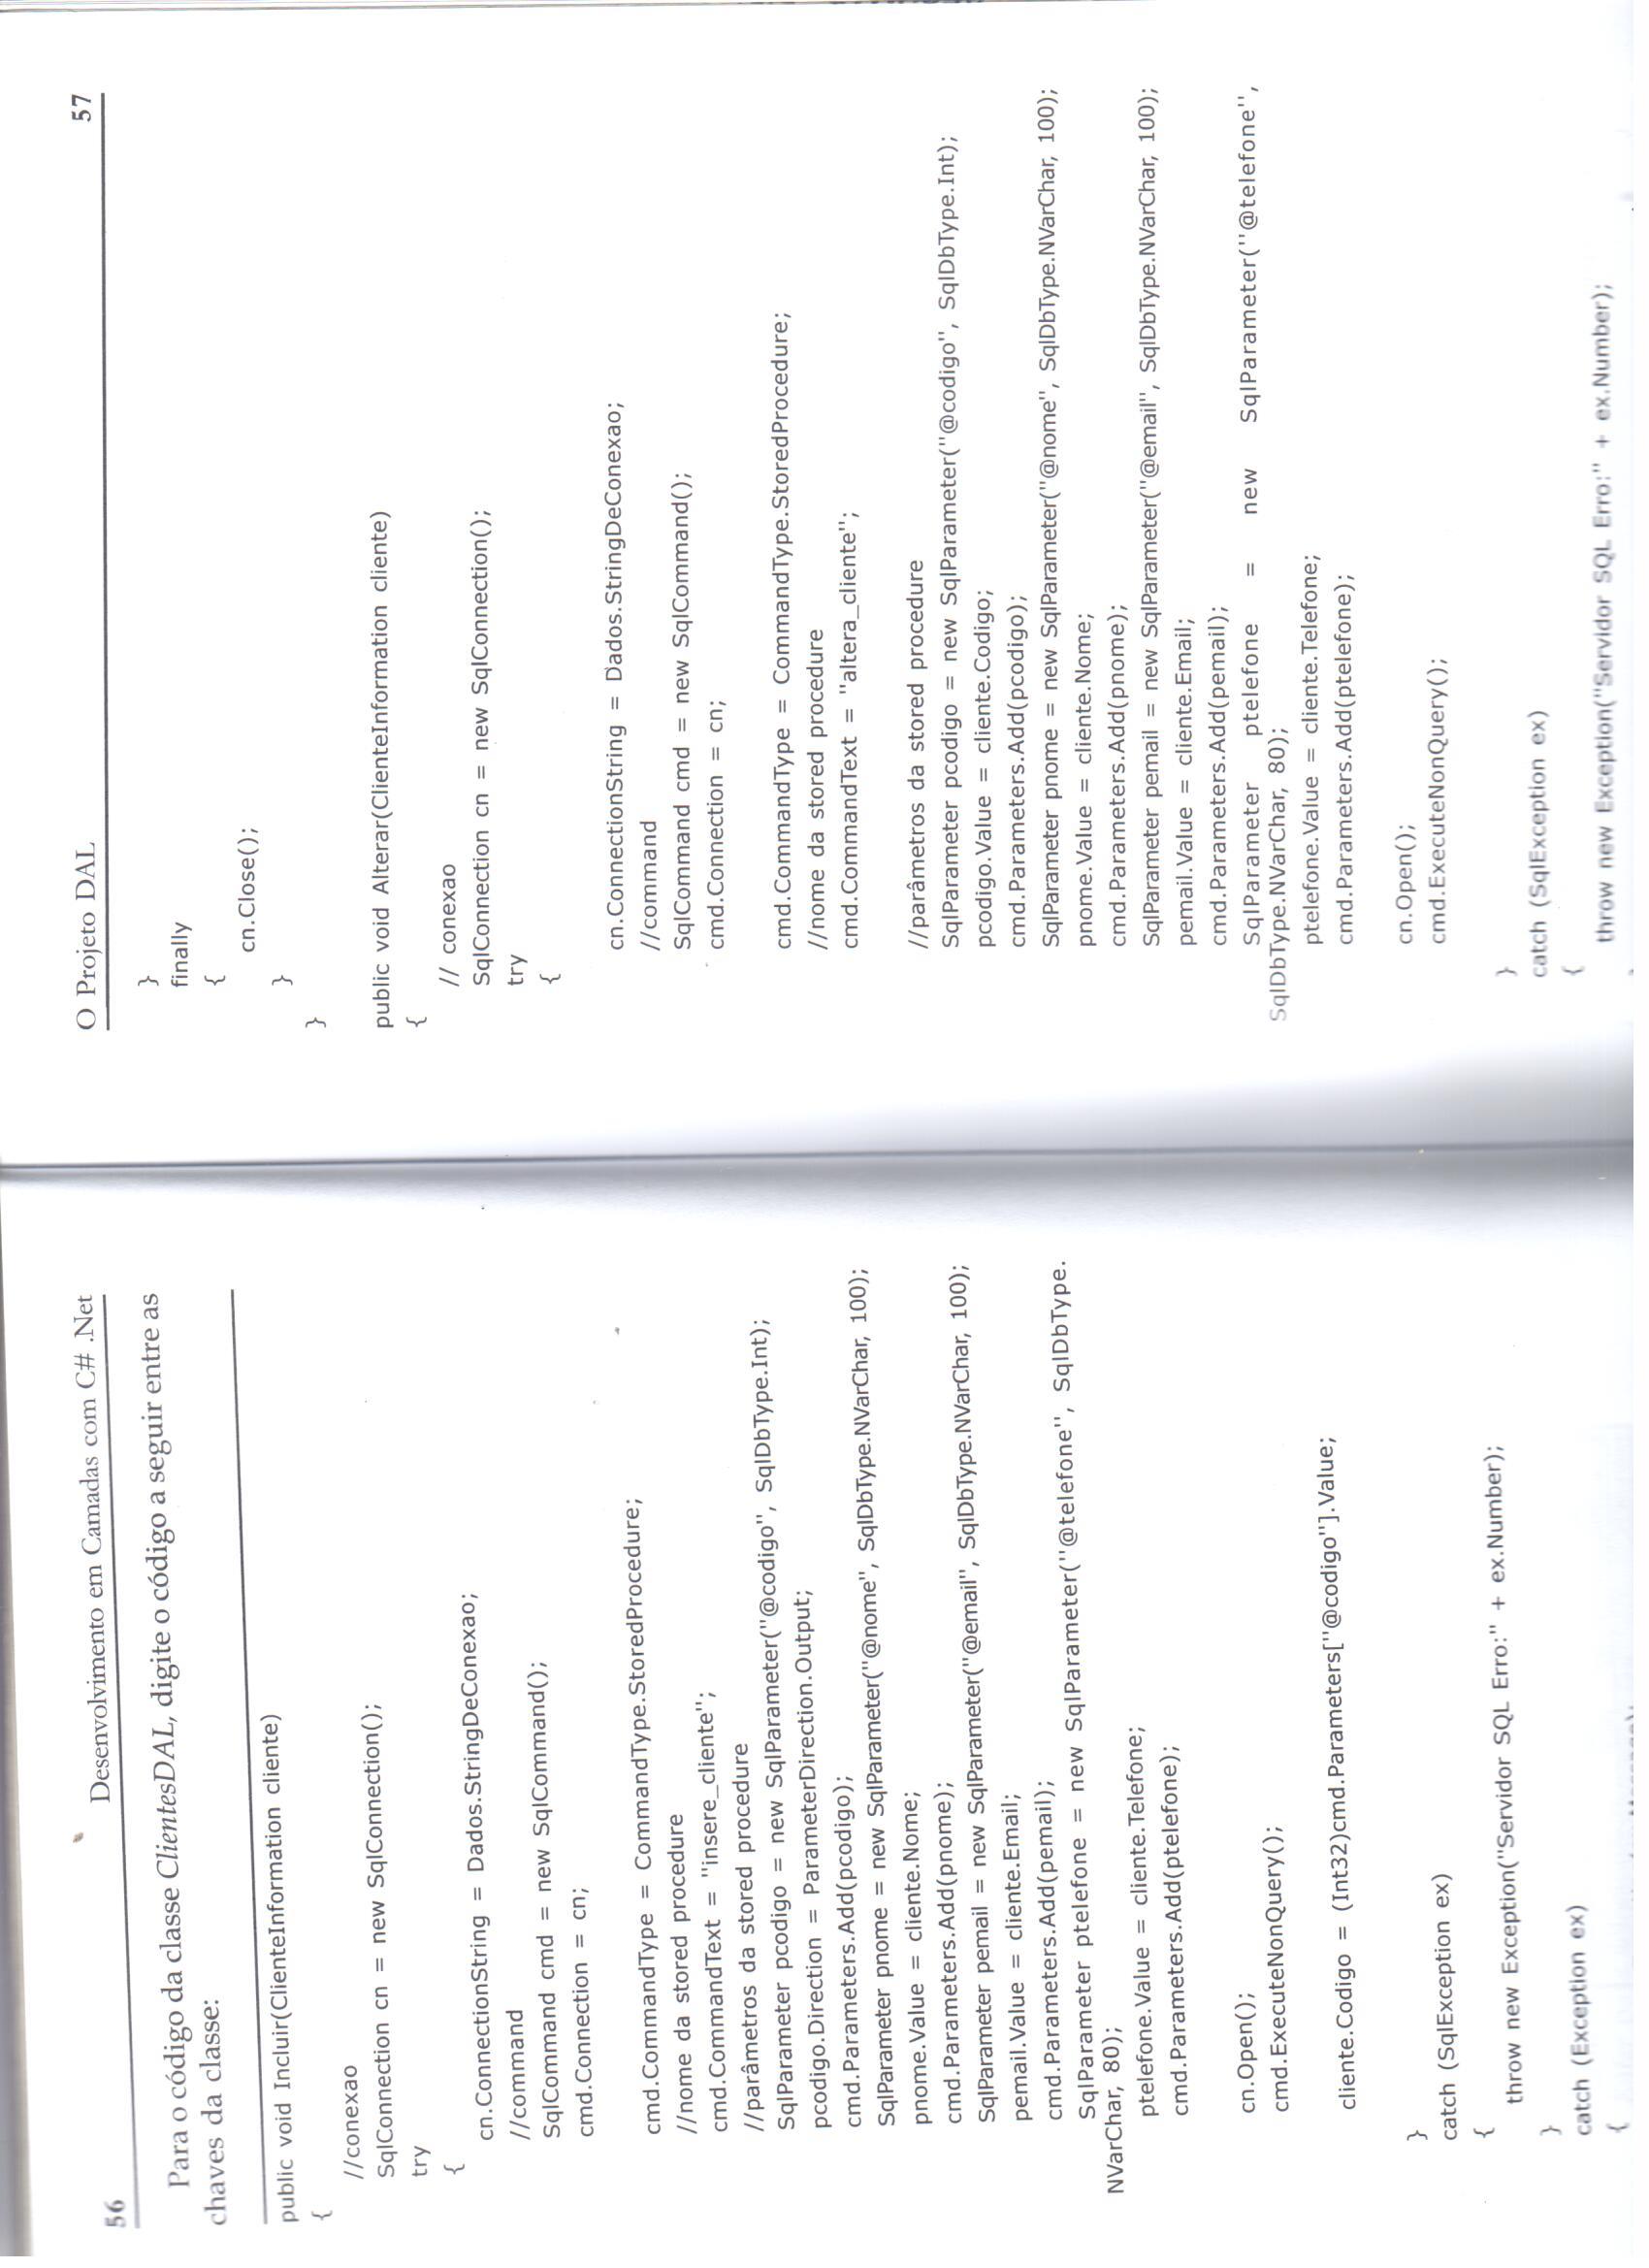 56
Desenvolvimento em Camadas com C# .Net
Para o código da classe ClientesDAL, digite o código a seguir entre as
chaves da classe:
public void Incluir(ClienteInformation cliente)
{
//conexao
SqlConnection cn = new SqlConnection();
try
{
cn.ConnectionString = Dados.StringDeConexao;
//command
SqlCommand cmd = new SqlCommand();
cmd.Connection = cn;
cmd.CommandType = CommandType.StoredProcedure;
//nome da stored procedure
cmd.CommandText = "insere_cliente";
//parâmetros da stored procedure
SqlParameter pcodigo = new SqlParameter("@codigo", SqlDbType.Int);
pcodigo.Direction = ParameterDirection.Output;
cmd.Parameters.Add(pcodigo);
SqlParameter pnome = new SqlParameter("@nome", SqlDbType.NVarChar, 100);
pnome.Value = cliente.Nome;
cmd.Parameters.Add(pnome);
SqlParameter pemail = new SqlParameter("@email", SqlDbType.NVarChar, 100);
pemail.Value = cliente.Email;
cmd.Parameters.Add(pemail);
SqlParameter ptelefone = new SqlParameter("@telefone", SqlDbType.
NVarChar, 80);
ptelefone.Value = cliente.Telefone;
cmd.Parameters.Add(ptelefone);
cn.Open();
cmd.ExecuteNonQuery();
cliente.Codigo = (Int32)cmd.Parameters["@codigo"].Value;
}
catch (SqlException ex)
{
throw new Exception("Servidor SQL Erro:" + ex.Number);
}
catch (Exception ex)
{
O Projeto DAL
57
}
finally
{
cn.Close();
}
}
public void Alterar(ClienteInformation cliente)
{
// conexao
SqlConnection cn = new SqlConnection();
try
{
cn.ConnectionString = Dados.StringDeConexao;
//command
SqlCommand cmd = new SqlCommand();
cmd.Connection = cn;
cmd.CommandType = CommandType.StoredProcedure;
//nome da stored procedure
cmd.CommandText = "altera_cliente";
//parâmetros da stored procedure
SqlParameter pcodigo = new SqlParameter("@codigo", SqlDbType.Int);
pcodigo.Value = cliente.Codigo;
cmd.Parameters.Add(pcodigo);
SqlParameter pnome = new SqlParameter("@nome", SqlDbType.NVarChar, 100);
pnome.Value = cliente.Nome;
cmd.Parameters.Add(pnome);
SqlParameter pemail = new SqlParameter("@email", SqlDbType.NVarChar, 100);
pemail.Value = cliente.Email;
cmd.Parameters.Add(pemail);
SqlParameter ptelefone = new SqlParameter("@telefone",
SqlDbType.NVarChar, 80);
ptelefone.Value = cliente.Telefone;
cmd.Parameters.Add(ptelefone);
cn.Open();
cmd.ExecuteNonQuery();
}
catch (SqlException ex)
{
throw new Exception("Servidor SQL Erro:" + ex.Number);